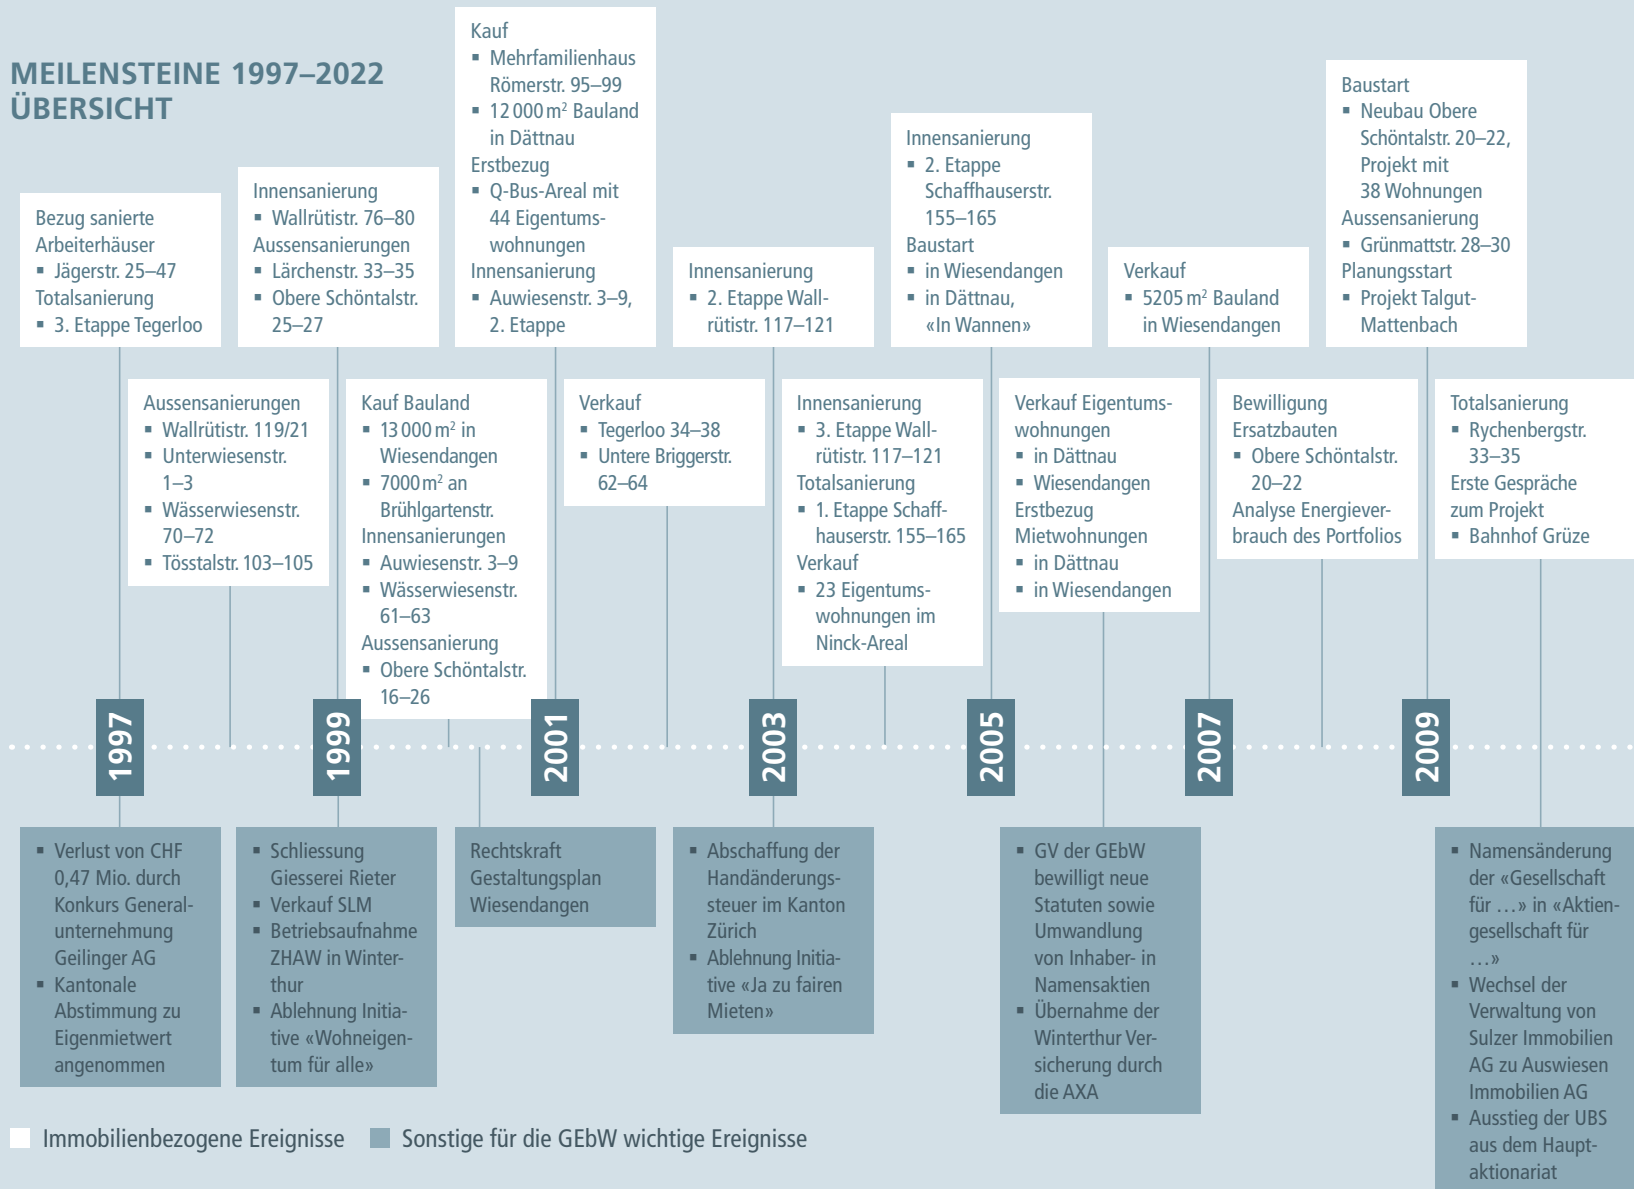 MEILENSTEINE 1997–2022
ÜBERSICHT
Bezug sanierte
Arbeiterhäuser
▪ Jägerstr. 25–47
Totalsanierung
▪ 3. Etappe Tegerloo
Innensanierung
▪ Wallrütistr. 76–80
Aussensanierungen
▪ Lärchenstr. 33–35
▪ Obere Schöntalstr.
25–27
Kauf
▪ Mehrfamilienhaus
Römerstr. 95–99
▪ 12 000 m² Bauland
in Dättnau
Erstbezug
▪ Q-Bus-Areal mit
44 Eigentums-
wohnungen
Innensanierung
▪ Auwiesenstr. 3–9,
2. Etappe
Innensanierung
▪ 2. Etappe Wall-
rütistr. 117–121
Innensanierung
▪ 2. Etappe
Schaffhauserstr.
155–165
Baustart
▪ in Wiesendangen
▪ in Dättnau,
«In Wannen»
Verkauf
▪ 5205 m² Bauland
in Wiesendangen
Baustart
▪ Neubau Obere
Schöntalstr. 20–22,
Projekt mit
38 Wohnungen
Aussensanierung
▪ Grünmattstr. 28–30
Planungsstart
▪ Projekt Talgut-
Mattenbach
Aussensanierungen
▪ Wallrütistr. 119/21
▪ Unterwiesenstr.
1–3
▪ Wässerwiesenstr.
70–72
▪ Tösstalstr. 103–105
Kauf Bauland
▪ 13 000 m² in
Wiesendangen
▪ 7000 m² an
Brühlgartenstr.
Innensanierungen
▪ Auwiesenstr. 3–9
▪ Wässerwiesenstr.
61–63
Aussensanierung
▪ Obere Schöntalstr.
16–26
Verkauf
▪ Tegerloo 34–38
▪ Untere Briggerstr.
62–64
Innensanierung
▪ 3. Etappe Wall-
rütistr. 117–121
Totalsanierung
▪ 1. Etappe Schaff-
hauserstr. 155–165
Verkauf
▪ 23 Eigentums-
wohnungen im
Ninck-Areal
Verkauf Eigentums-
wohnungen
▪ in Dättnau
▪ Wiesendangen
Erstbezug
Mietwohnungen
▪ in Dättnau
▪ in Wiesendangen
Bewilligung
Ersatzbauten
▪ Obere Schöntalstr.
20–22
Analyse Energiever-
brauch des Portfolios
Totalsanierung
▪ Rychenbergstr.
33–35
Erste Gespräche
zum Projekt
▪ Bahnhof Grüze
1997
1999
2001
2003
2005
2007
2009
▪ Verlust von CHF
0,47 Mio. durch
Konkurs General-
unternehmung
Geilinger AG
▪ Kantonale
Abstimmung zu
Eigenmietwert
angenommen
▪ Schliessung
Giesserei Rieter
▪ Verkauf SLM
▪ Betriebsaufnahme
ZHAW in Winter-
thur
▪ Ablehnung Initia-
tive «Wohneigen-
tum für alle»
Rechtskraft
Gestaltungsplan
Wiesendangen
▪ Abschaffung der
Handänderungs-
steuer im Kanton
Zürich
▪ Ablehnung Initia-
tive «Ja zu fairen
Mieten»
▪ GV der GEbW
bewilligt neue
Statuten sowie
Umwandlung
von Inhaber- in
Namensaktien
▪ Übernahme der
Winterthur Ver-
sicherung durch
die AXA
▪ Namensänderung
der «Gesellschaft
für …» in «Aktien-
gesellschaft für
…»
▪ Wechsel der
Verwaltung von
Sulzer Immobilien
AG zu Auswiesen
Immobilien AG
▪ Ausstieg der UBS
aus dem Haupt-
aktionariat
Immobilienbezogene Ereignisse
Sonstige für die GEbW wichtige Ereignisse